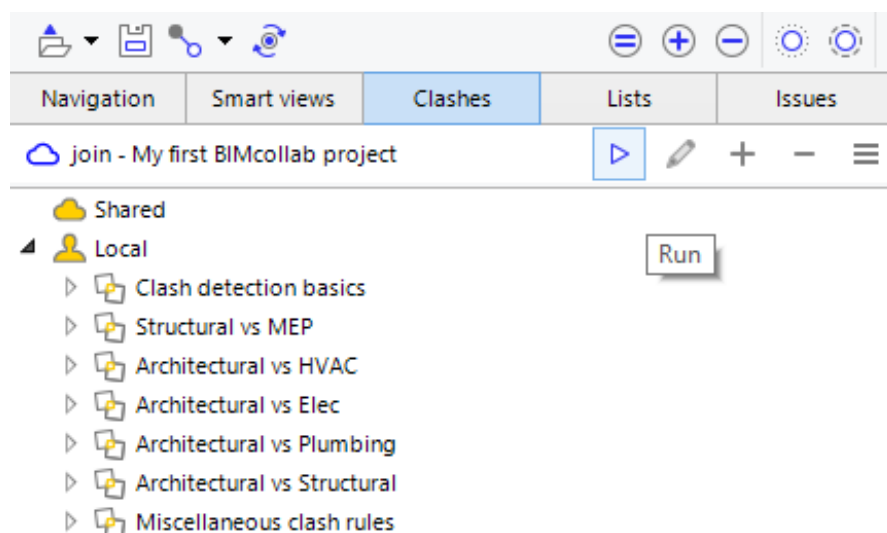 Navigation Smart views Clashes Lists Issues
join - My first BIMcollab project
Shared
Local
Run
Clash detection basics
Structural vs MEP
Architectural vs HVAC
Architectural vs Elec
Architectural vs Plumbing
Architectural vs Structural
Miscellaneous clash rules